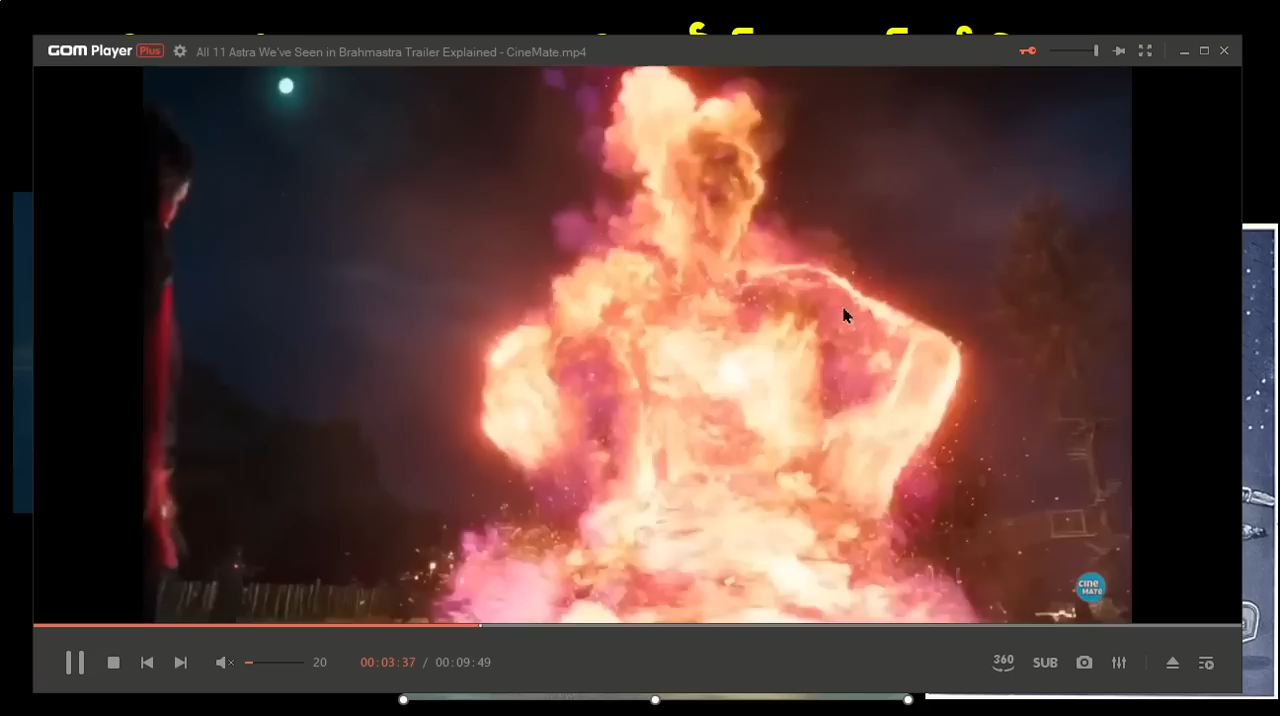 GOM Player Plus All 11 Astra We've Seen in Brahmastra Trailer Explained - CineMate.mp4
cine
MATE
20 00:03:37 / 00:09:49 360 SUB